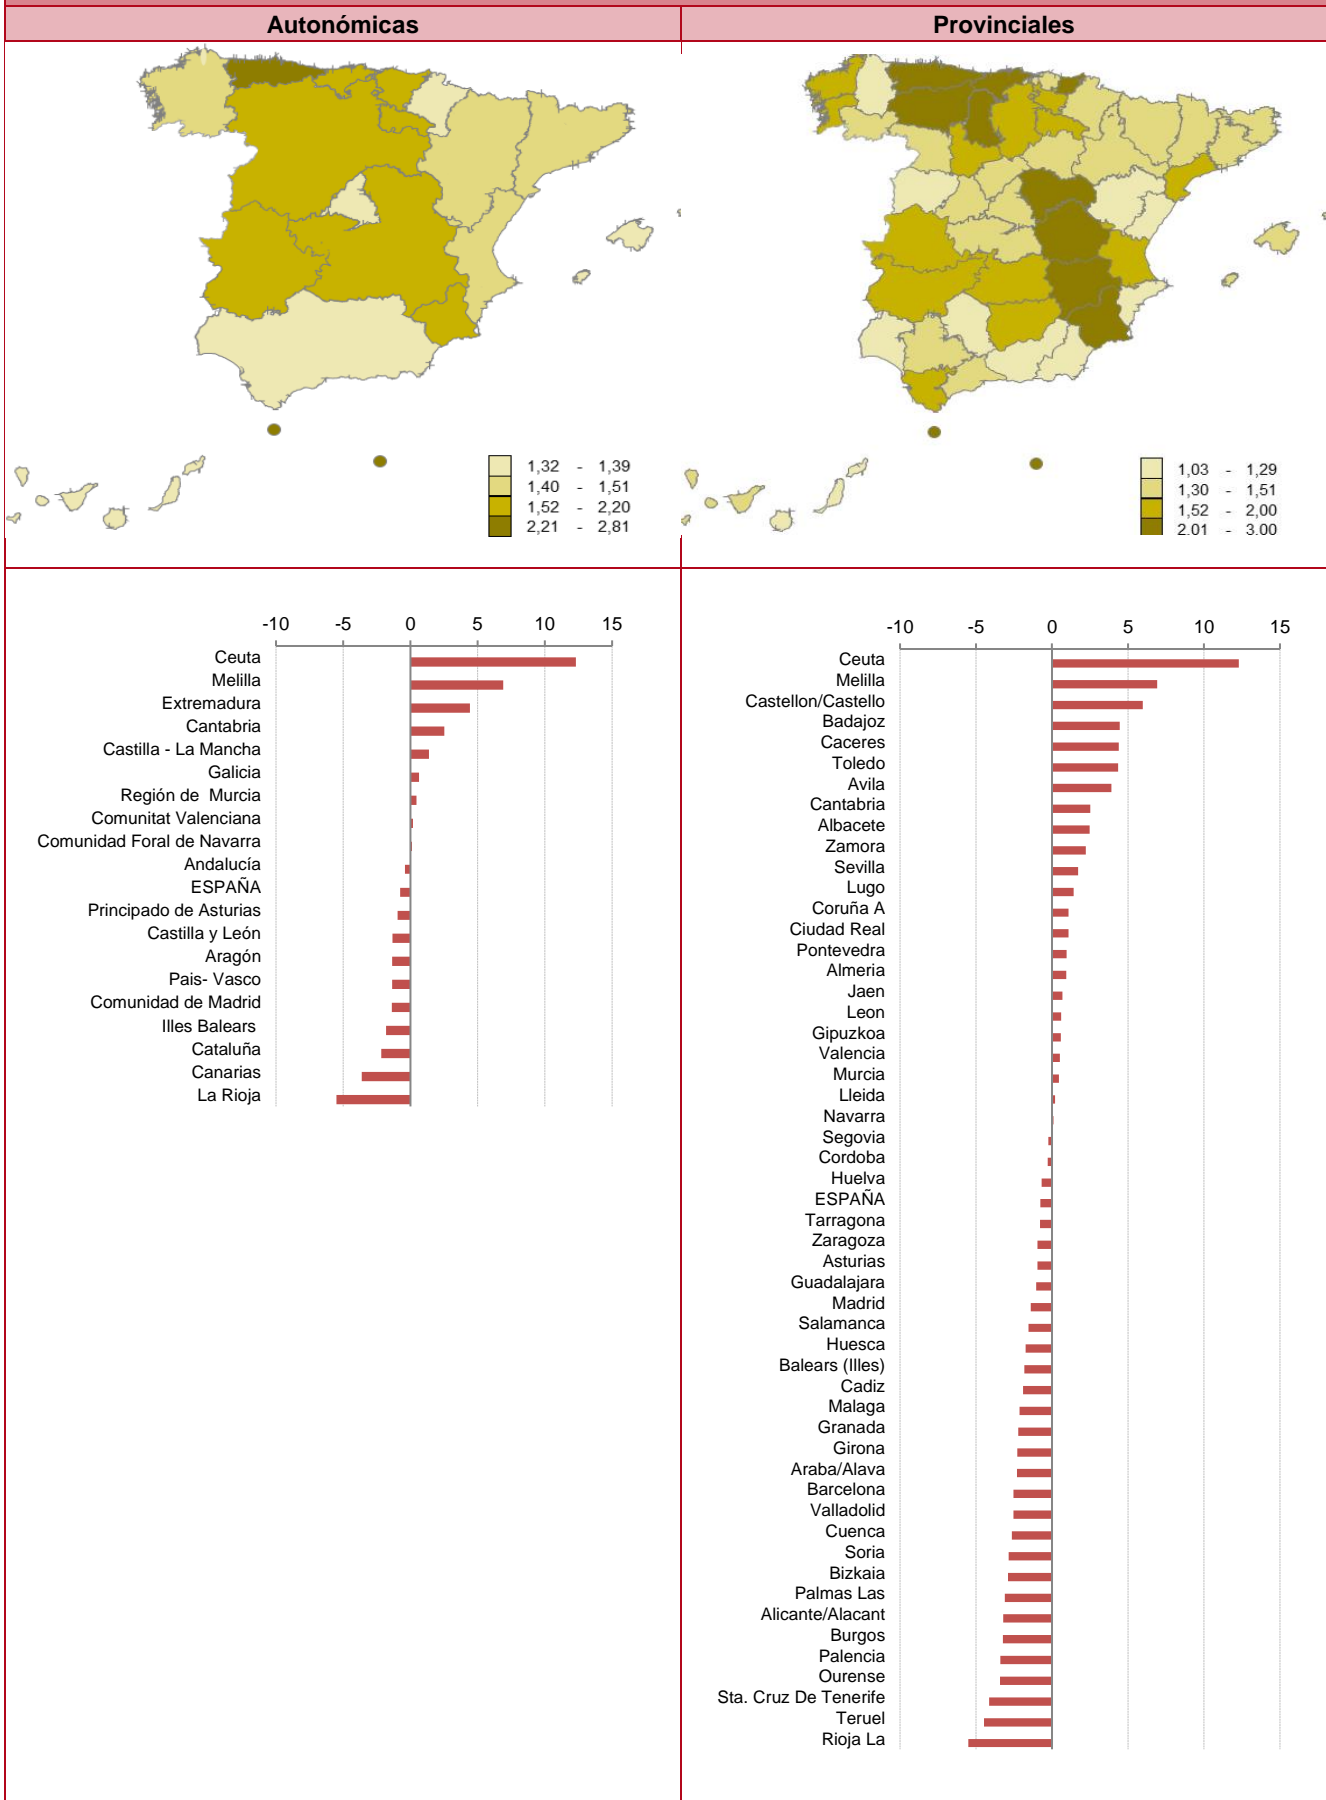 Autonómicas
Provinciales
1,32 - 1,39
1,40 - 1,51
1,52 - 2,20
2,21 - 2,81
1,03 - 1,29
1,30 - 1,51
1,52 - 2,00
2,01 - 3,00
-10 -5 0 5 10 15
Ceuta
Melilla
Extremadura
Cantabria
Castilla - La Mancha
Galicia
Región de Murcia
Comunitat Valenciana
Comunidad Foral de Navarra
Andalucía
ESPAÑA
Principado de Asturias
Castilla y León
Aragón
Pais- Vasco
Comunidad de Madrid
Illes Balears
Cataluña
Canarias
La Rioja
-10 -5 0 5 10 15
Ceuta
Melilla
Castellon/Castello
Badajoz
Caceres
Toledo
Avila
Cantabria
Albacete
Zamora
Sevilla
Lugo
Coruña A
Ciudad Real
Pontevedra
Almeria
Jaen
Leon
Gipuzkoa
Valencia
Murcia
Lleida
Navarra
Segovia
Cordoba
Huelva
ESPAÑA
Tarragona
Zaragoza
Asturias
Guadalajara
Madrid
Salamanca
Huesca
Balears (Illes)
Cadiz
Malaga
Granada
Girona
Araba/Alava
Barcelona
Valladolid
Cuenca
Soria
Bizkaia
Palmas Las
Alicante/Alacant
Burgos
Palencia
Ourense
Sta. Cruz De Tenerife
Teruel
Rioja La